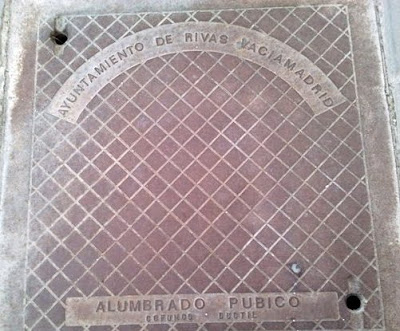 AYUNTAMIENTO DE RIVAS VACIAMADRID
ALUMBRADO PUBICO